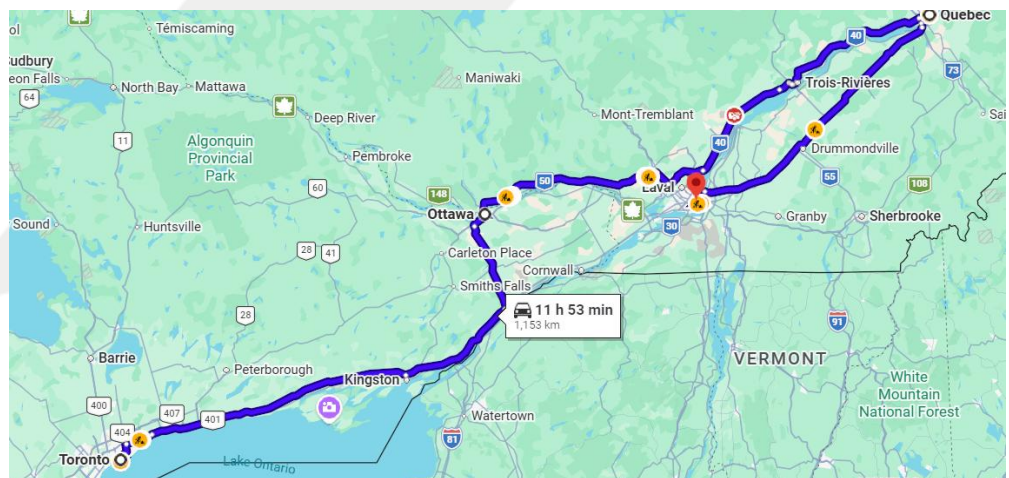 ol
Témiscaming
Quebec
udbury
eon Falls
64
North Bay
Mattawa
Maniwaki
40
73
Trois-Rivières
Sai
Mont-Tremblant
11
Deep River
40
Algonquin
Provincial
Park
Drummondville
Pembroke
50
Laval
55
60
148
108
Sound
Huntsville
Ottawa
30
Granby
Sherbrooke
28
41
Carleton Place
Cornwall
Smiths Falls
28
11 h 53 min
1,153 km
91
Barrie
VERMONT
Peterborough
Kingston
White
Mountain
National Forest
400
407
401
404
Watertown
81
Toronto
Lake Ontario